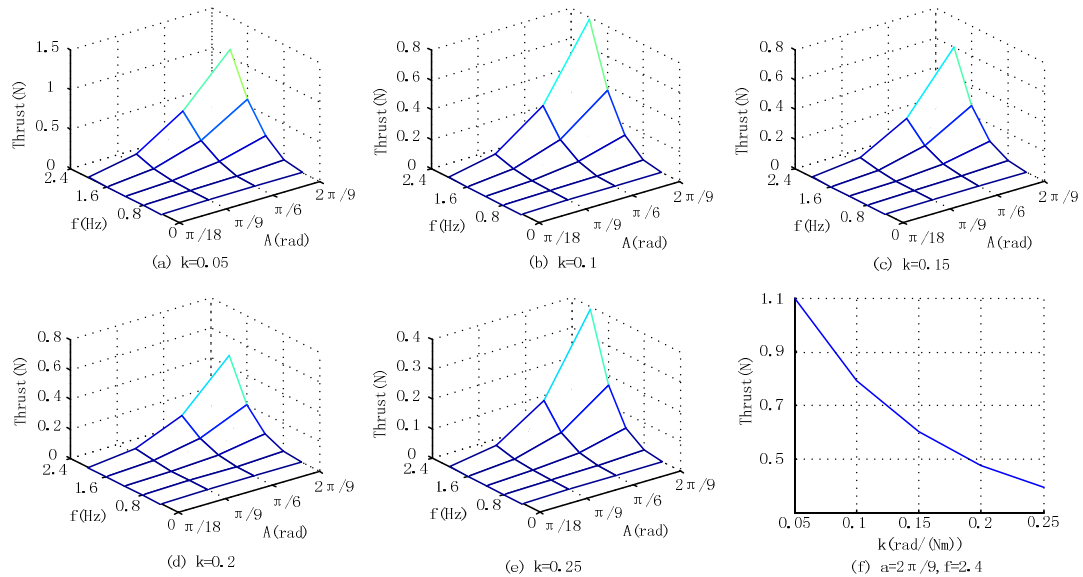 1.5
1
0.5
0
Thrust(N)
2.4
1.6
0.8
0
f(Hz)
π/18
π/9
π/6
2π/9
A(rad)
(a) k=0.05
0.8
0.6
0.4
0.2
0
Thrust(N)
2.4
1.6
0.8
0
f(Hz)
π/18
π/9
π/6
2π/9
A(rad)
(b) k=0.1
0.8
0.6
0.4
0.2
0
Thrust(N)
2.4
1.6
0.8
0
f(Hz)
π/18
π/9
π/6
2π/9
A(rad)
(c) k=0.15
0.8
0.6
0.4
0.2
0
Thrust(N)
2.4
1.6
0.8
0
f(Hz)
π/18
π/9
π/6
2π/9
A(rad)
(d) k=0.2
0.4
0.3
0.2
0.1
0
Thrust(N)
2.4
1.6
0.8
0
f(Hz)
π/18
π/9
π/6
2π/9
A(rad)
(e) k=0.25
1.1
0.9
0.7
0.5
Thrust(N)
0.05
0.1
0.15
0.2
0.25
k(rad/(Nm))
(f) a=2π/9,f=2.4